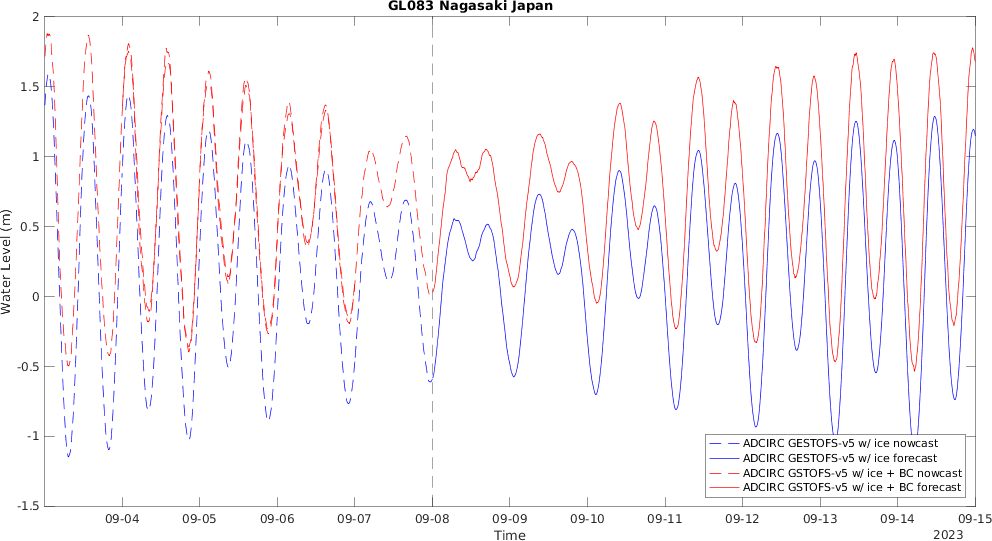 GL083 Nagasaki Japan
Water Level (m)
2
1.5
1
0.5
0
-0.5
-1
-1.5
ADCIRC GESTOFS-v5 w/ ice nowcast
ADCIRC GESTOFS-v5 w/ ice forecast
ADCIRC GSTOFS-v5 w/ ice + BC nowcast
ADCIRC GSTOFS-v5 w/ ice + BC forecast
09-04 09-05 09-06 09-07 09-08 09-09 09-10 09-11 09-12 09-13 09-14 09-15
Time
2023